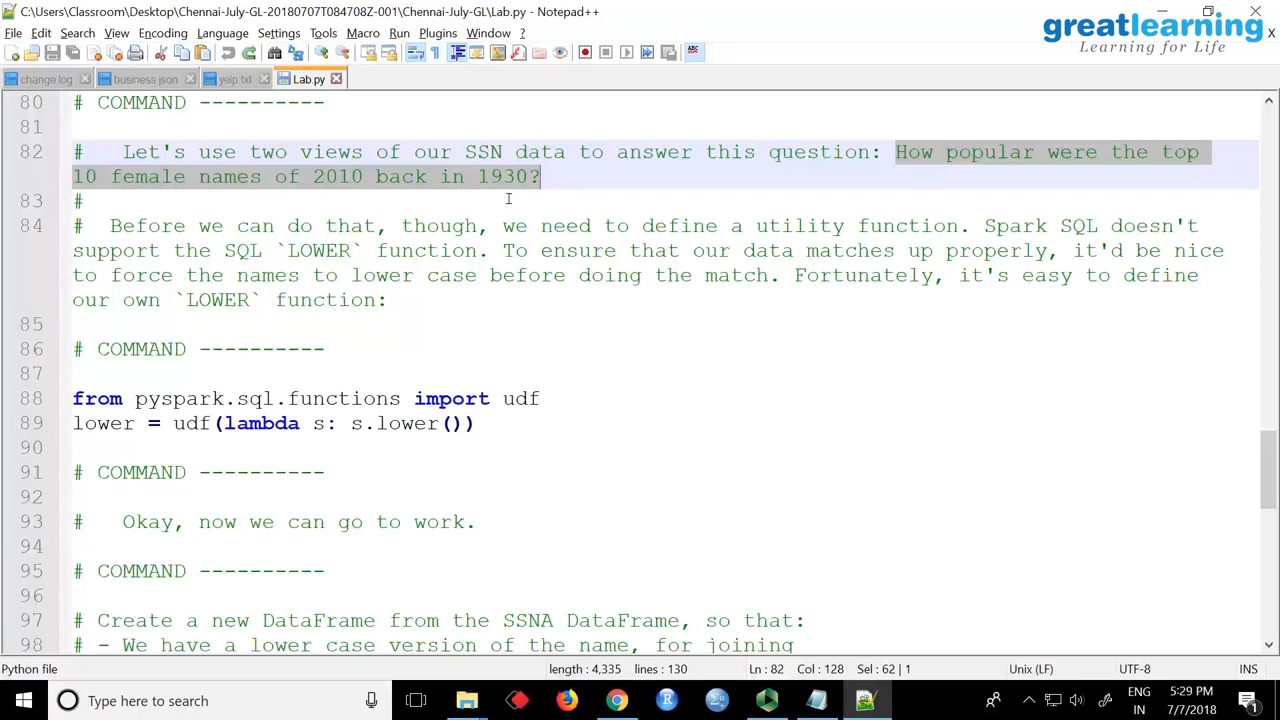 C:\Users\Classroom\Desktop\Chennai-July-GL-20180707T084708Z-001\Chennai-July-GL\Lab.py - Notepad++
greatlearning
Learning for Life
File Edit Search View Encoding Language Settings Tools Macro Run Plugins Window ? X
change.log business.json yelp.txt Lab.py
80 # COMMAND ----------
81
82 #   Let's use two views of our SSN data to answer this question: How popular were the top
10 female names of 2010 back in 1930?
83 #
84 #  Before we can do that, though, we need to define a utility function. Spark SQL doesn't
support the SQL `LOWER` function. To ensure that our data matches up properly, it'd be nice
to force the names to lower case before doing the match. Fortunately, it's easy to define
our own `LOWER` function:
85
86 # COMMAND ----------
87
88 from pyspark.sql.functions import udf
89 lower = udf(lambda s: s.lower())
90
91 # COMMAND ----------
92
93 #   Okay, now we can go to work.
94
95 # COMMAND ----------
96
97 # Create a new DataFrame from the SSNA DataFrame, so that:
98 # - We have a lower case version of the name, for joining
Python file length : 4,335 lines : 130 Ln : 82 Col : 128 Sel : 62 | 1 Unix (LF) UTF-8 INS
Type here to search
ENG
IN
5:29 PM
7/7/2018
1